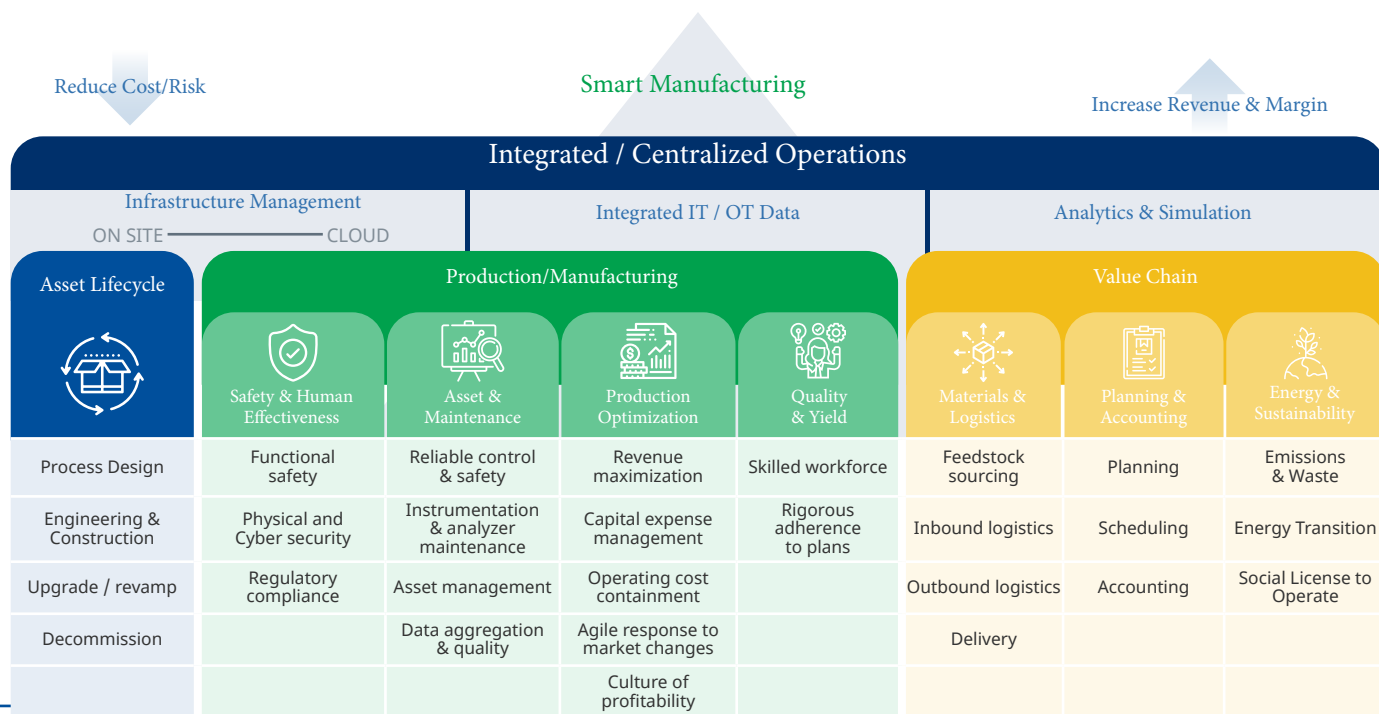 Reduce Cost/Risk
Smart Manufacturing
Increase Revenue & Margin
Integrated / Centralized Operations
Infrastructure Management
ON SITE
CLOUD
Integrated IT / OT Data
Analytics & Simulation
Asset Lifecycle
Production/Manufacturing
Value Chain
Safety & Human
Effectiveness
Asset &
Maintenance
Production
Optimization
Quality
& Yield
Materials &
Logistics
Planning &
Accounting
Energy &
Sustainability
Process Design
Functional
safety
Reliable control
& safety
Revenue
maximization
Skilled workforce
Feedstock
sourcing
Planning
Emissions
& Waste
Engineering &
Construction
Physical and
Cyber security
Instrumentation
& analyzer
maintenance
Capital expense
management
Rigorous
adherence
to plans
Inbound logistics
Scheduling
Energy Transition
Upgrade / revamp
Regulatory
compliance
Asset management
Operating cost
containment
Outbound logistics
Accounting
Social License to
Operate
Decommission
Data aggregation
& quality
Agile response to
market changes
Delivery
Culture of
profitability